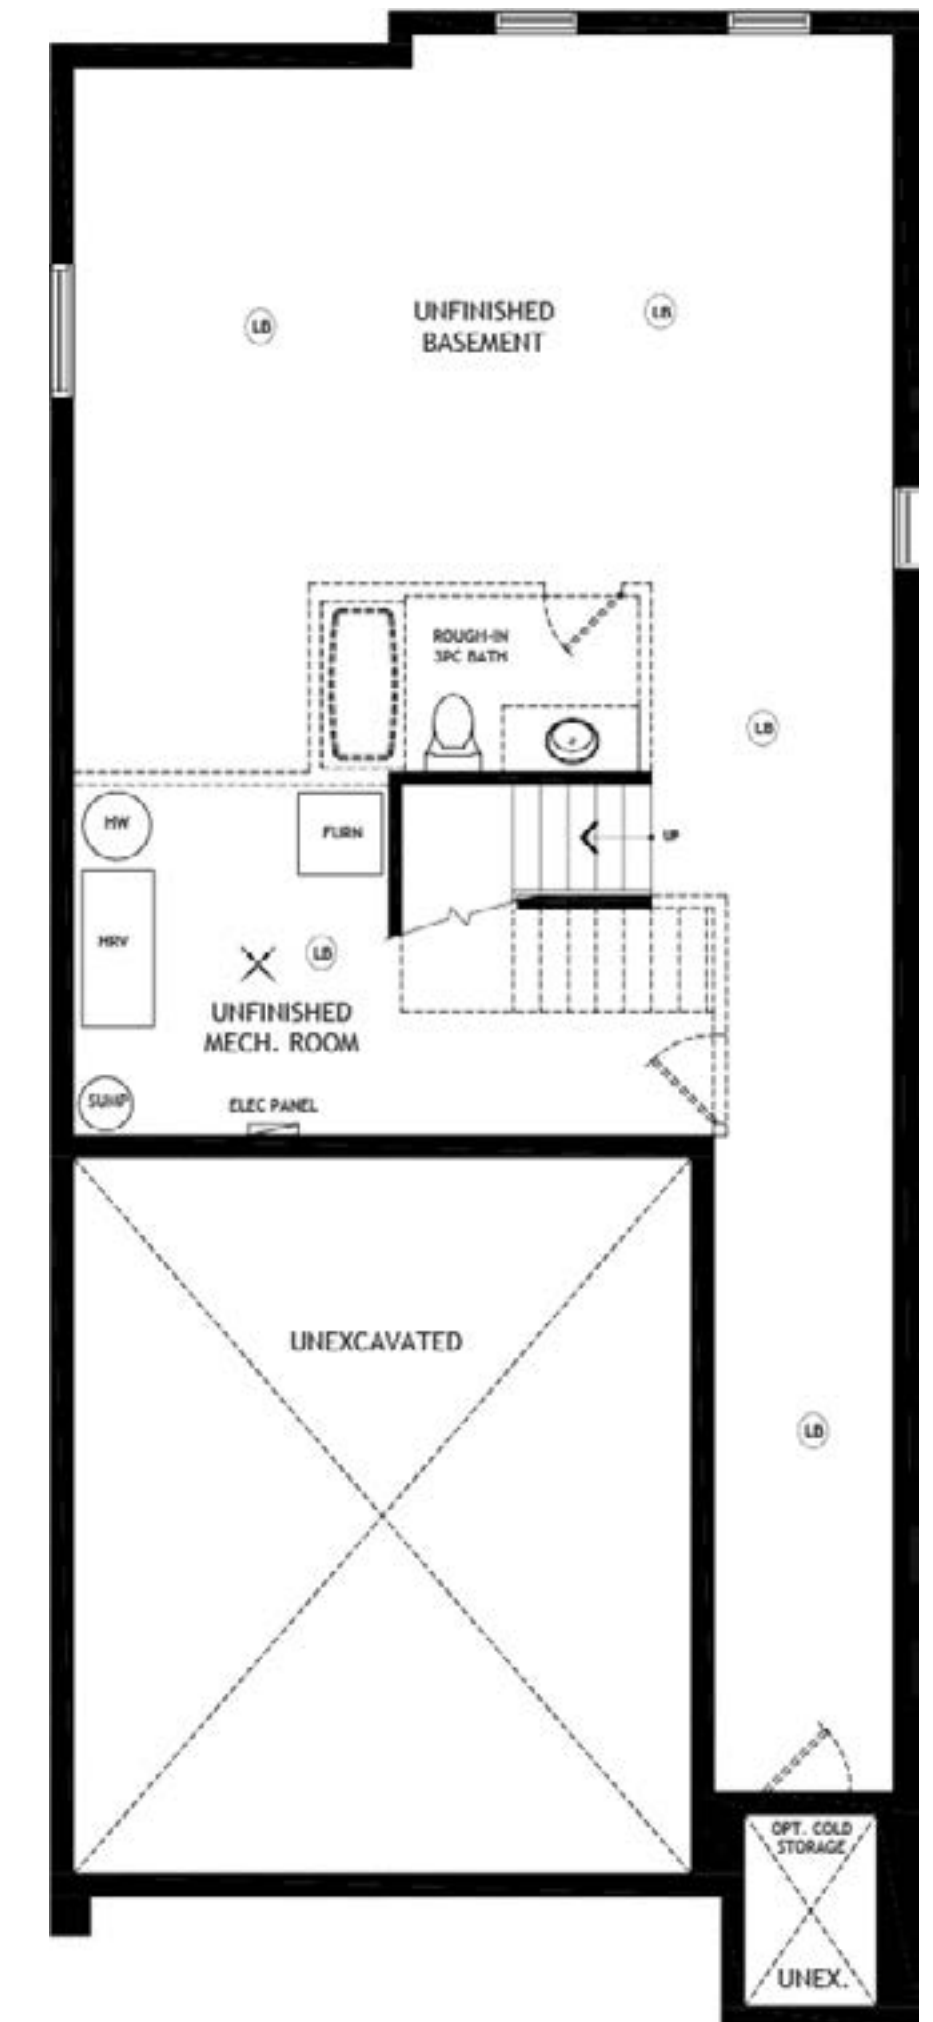 LB
UNFINISHED
BASEMENT
LB
ROUGH-IN
3PC BATH
LB
HW
FURN
UP
HRV
LB
UNFINISHED
MECH. ROOM
SUMP
ELEC PANEL
UNEXCAVATED
LB
OPT. COLD
STORAGE
UNEX.